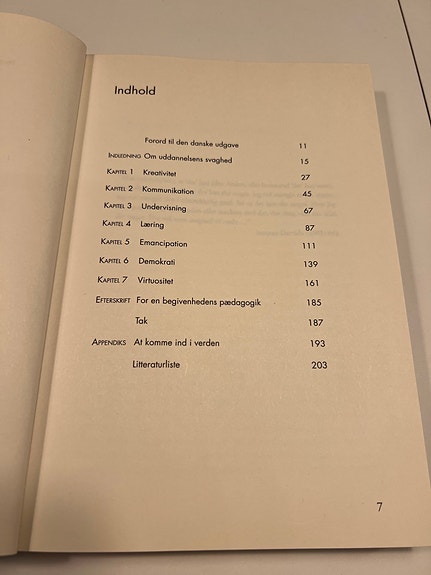 Indhold
Forord til den danske udgave 11
Indledning Om uddannelsens svaghed 15
Kapitel 1 Kreativitet 27
Kapitel 2 Kommunikation 45
Kapitel 3 Undervisning 67
Kapitel 4 Læring 87
Kapitel 5 Emancipation 111
Kapitel 6 Demokrati 139
Kapitel 7 Virtuositet 161
Efterskrift For en begivenhedens pædagogik 185
Tak 187
Appendiks At komme ind i verden 193
Litteraturliste 203
7